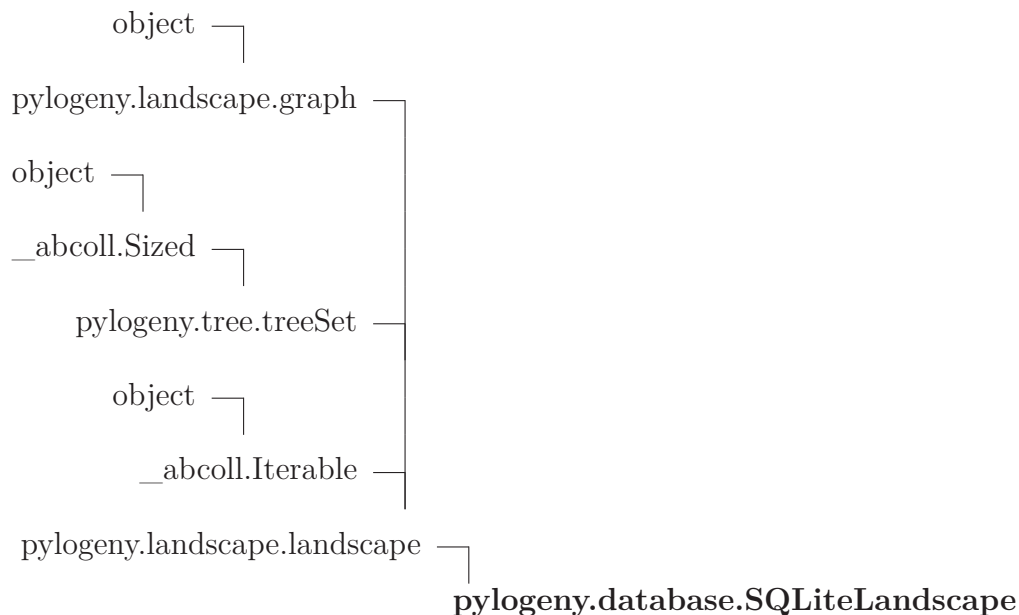 object
pylogeny.landscape.graph
object
_abcoll.Sized
pylogeny.tree.treeSet
object
_abcoll.Iterable
pylogeny.landscape.landscape
pylogeny.database.SQLiteLandscape